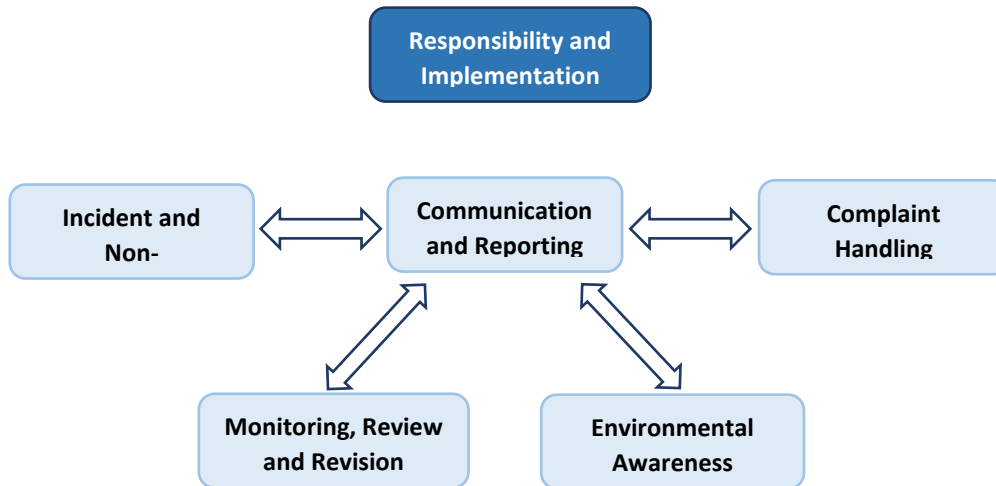 Responsibility and
Implementation
Incident and
Non-
Communication
and Reporting
Complaint
Handling
Monitoring, Review
and Revision
Environmental
Awareness